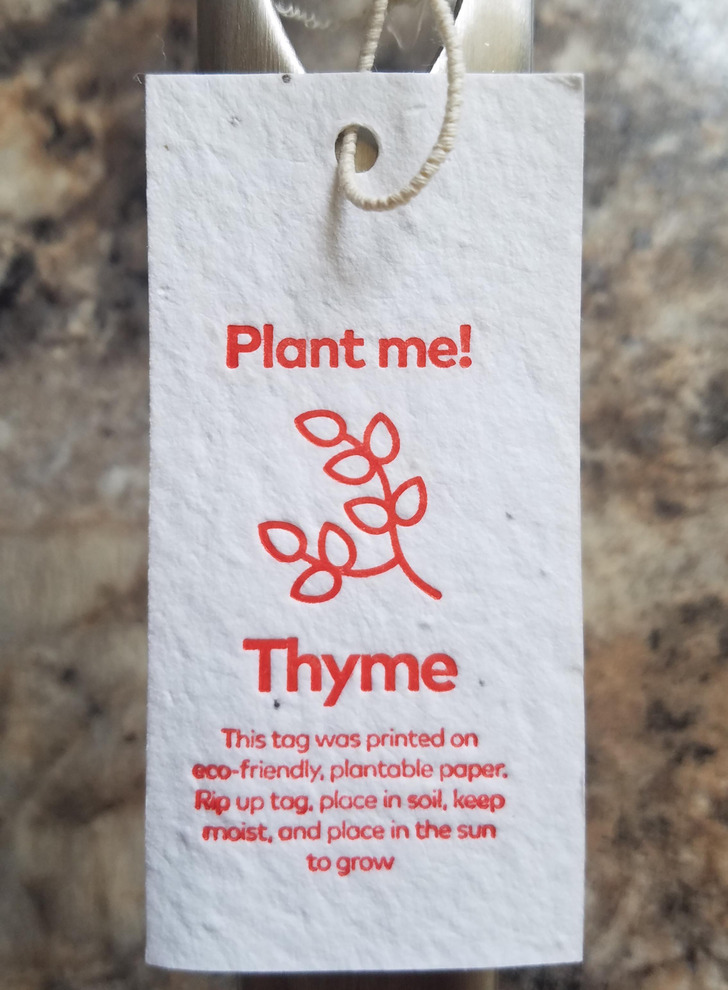 Plant me!
Thyme
This tag was printed on
eco-friendly, plantable paper.
Rip up tag, place in soil, keep
moist, and place in the sun
to grow